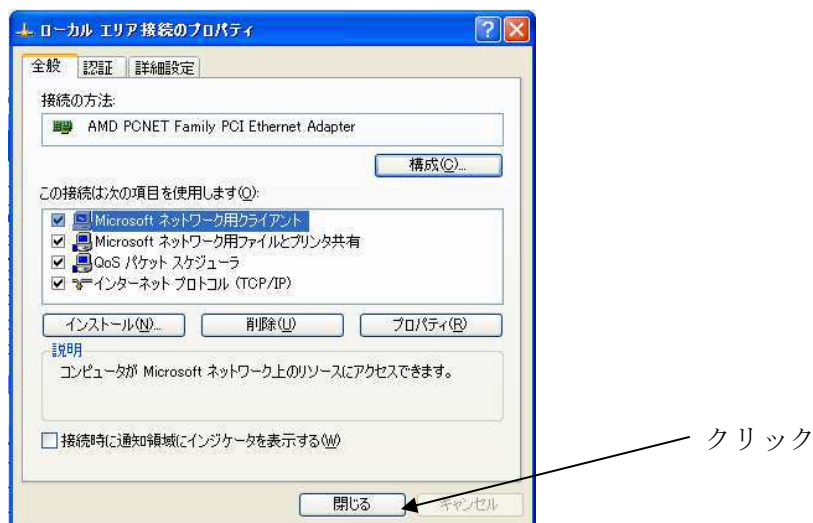 ローカル エリア接続のプロパティ
全般 認証 詳細設定
接続の方法:
AMD PCNET Family PCI Ethernet Adapter
構成(C)...
この接続は次の項目を使用します(O):
Microsoft ネットワーク用クライアント
Microsoft ネットワーク用ファイルとプリンタ共有
QoS パケット スケジューラ
インターネット プロトコル (TCP/IP)
インストール(N)... 削除(U) プロパティ(R)
説明
コンピュータが Microsoft ネットワーク上のリソースにアクセスできます。
接続時に通知領域にインジケータを表示する(W)
クリック
閉じる キャンセル